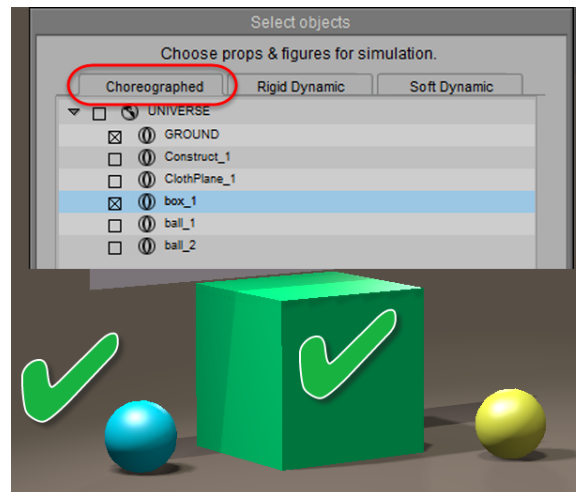 Select objects
Choose props & figures for simulation.
Choreographed Rigid Dynamic Soft Dynamic
UNIVERSE
GROUND
Construct_1
ClothPlane_1
box_1
ball_1
ball_2